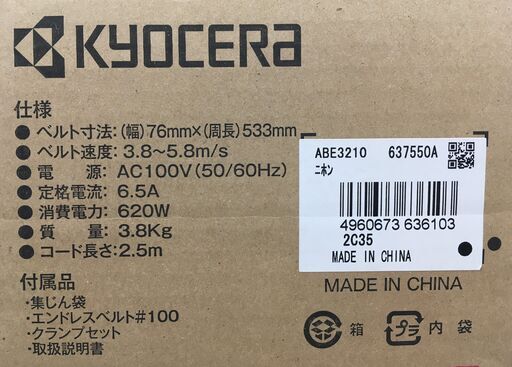 KYOCERA
仕様
●ベルト寸法:(幅)76mm×(周長)533mm
●ベルト速度:3.8~5.8m/s
●電　　源:AC100V(50/60Hz)
●定格電流:6.5A
●消費電力:620W
●質　　量:3.8Kg
●コード長さ:2.5m
付属品
・集じん袋
・エンドレスベルト#100
・クランプセット
・取扱説明書
ABE3210 637550A
ニホン
4960673 636103
2C35
MADE IN CHINA
MADE IN CHINA
箱 プラ 内 袋